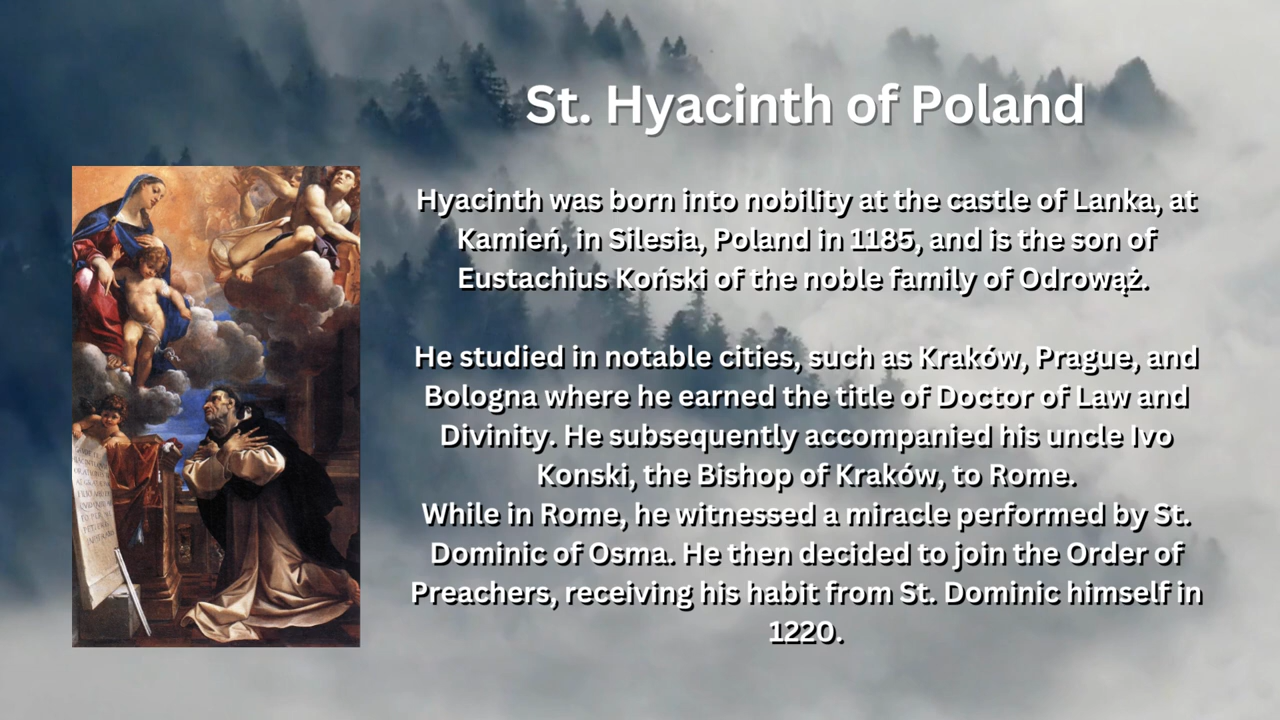 St. Hyacinth of Poland
Hyacinth was born into nobility at the castle of Lanka, at
Kamień, in Silesia, Poland in 1185, and is the son of
Eustachius Koński of the noble family of Odrowąż.
He studied in notable cities, such as Kraków, Prague, and
Bologna where he earned the title of Doctor of Law and
Divinity. He subsequently accompanied his uncle Ivo
Konski, the Bishop of Kraków, to Rome.
While in Rome, he witnessed a miracle performed by St.
Dominic of Osma. He then decided to join the Order of
Preachers, receiving his habit from St. Dominic himself in
1220.